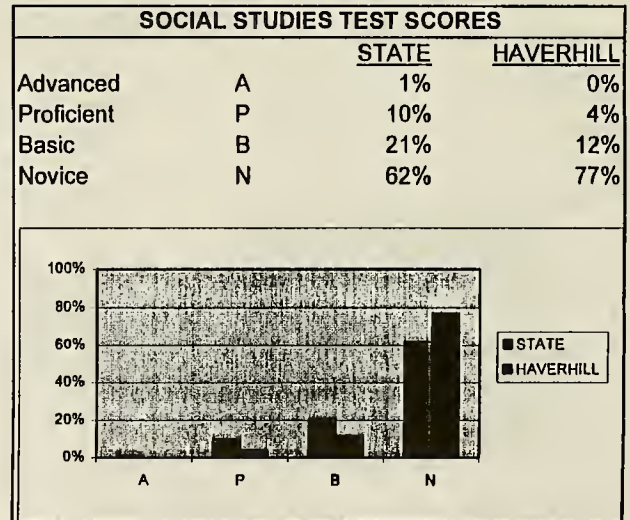 SOCIAL STUDIES TEST SCORES
STATE HAVERHILL
Advanced A 1% 0%
Proficient P 10% 4%
Basic B 21% 12%
Novice N 62% 77%
100%
80%
60%
40%
20%
0%
A P B N
STATE
HAVERHILL